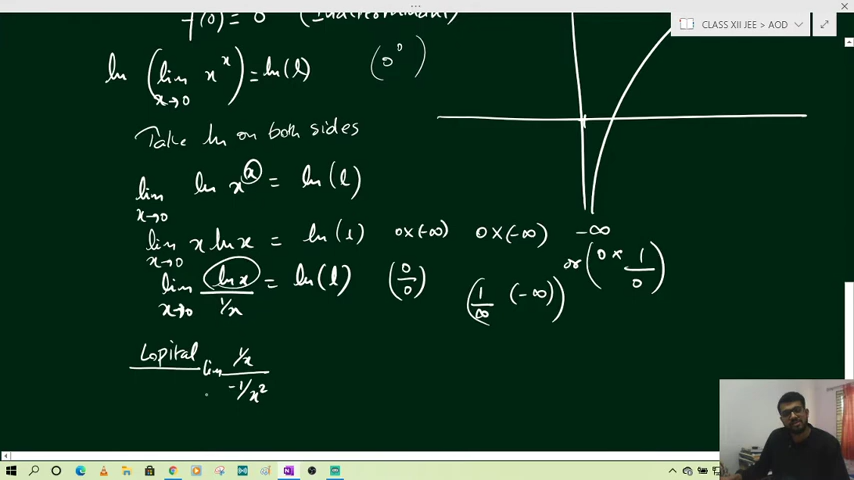 f(0) = 0 (Indeterminant)
ln (lim x→0 x^x) = ln(l) (0^0)
Take ln on both sides
lim x→0 ln x^x = ln(l)
lim x→0 x ln x = ln(l) 0×(-∞) 0×(-∞) -∞
or (0 × 1/0)
lim x→0 ln x / 1/x = ln(l) (0/0) (1/∞ (-∞))
Lopital lim 1/x / -1/x²
CLASS XII JEE > AOD